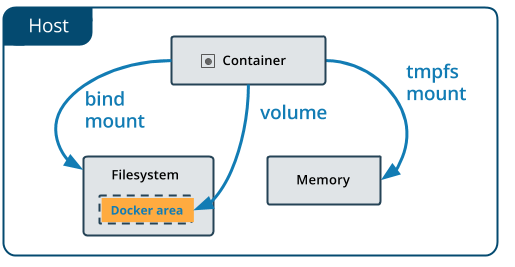 Host
Container
bind
mount
volume
tmpfs
mount
Filesystem
Docker area
Memory